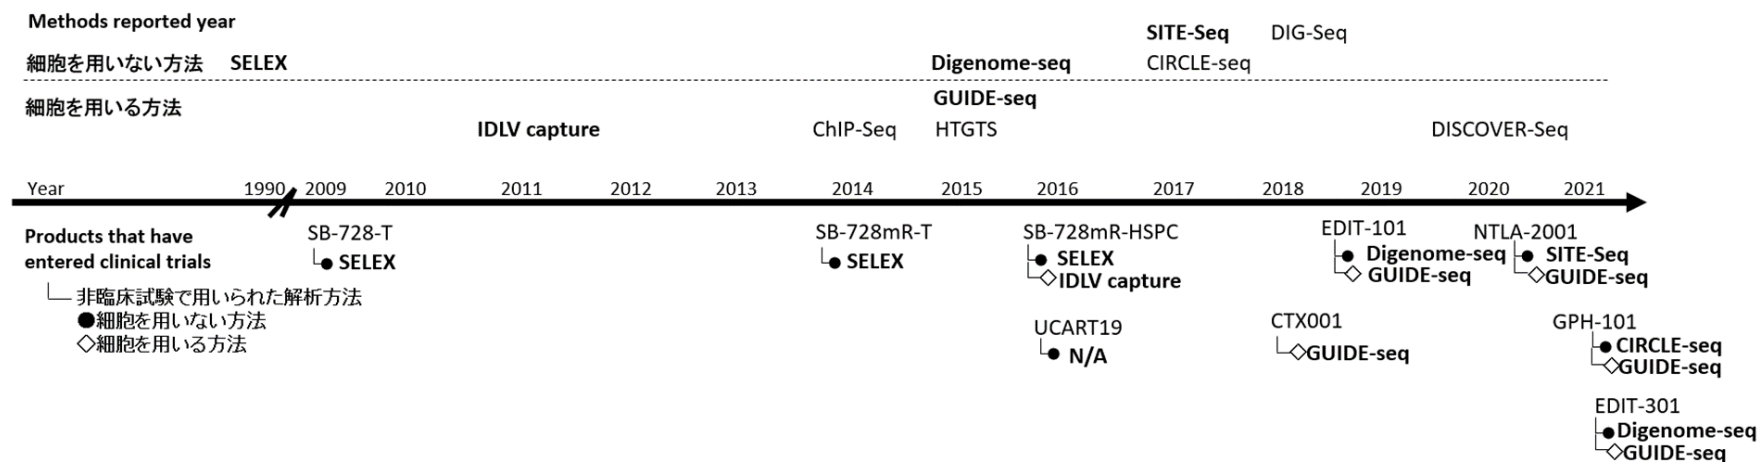 Methods reported year
SITE-Seq DIG-Seq
細胞を用いない方法 SELEX Digenome-seq CIRCLE-seq
細胞を用いる方法 GUIDE-seq
IDLV capture ChIP-Seq HTGTS DISCOVER-Seq
Year 1990 2009 2010 2011 2012 2013 2014 2015 2016 2017 2018 2019 2020 2021
Products that have
entered clinical trials
非臨床試験で用いられた解析方法
●細胞を用いない方法
◇細胞を用いる方法
SB-728-T
● SELEX
SB-728mR-T
● SELEX
SB-728mR-HSPC
● SELEX
◇IDLV capture
UCART19
● N/A
EDIT-101
● Digenome-seq
◇ GUIDE-seq
CTX001
◇GUIDE-seq
NTLA-2001
● SITE-Seq
◇GUIDE-seq
GPH-101
● CIRCLE-seq
◇GUIDE-seq
EDIT-301
●Digenome-seq
◇GUIDE-seq